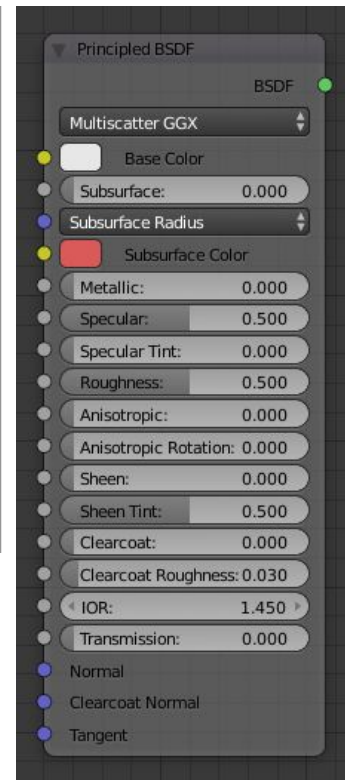 Principled BSDF
BSDF
Multiscatter GGX
Base Color
Subsurface: 0.000
Subsurface Radius
Subsurface Color
Metallic: 0.000
Specular: 0.500
Specular Tint: 0.000
Roughness: 0.500
Anisotropic: 0.000
Anisotropic Rotation: 0.000
Sheen: 0.000
Sheen Tint: 0.500
Clearcoat: 0.000
Clearcoat Roughness: 0.030
IOR: 1.450
Transmission: 0.000
Normal
Clearcoat Normal
Tangent